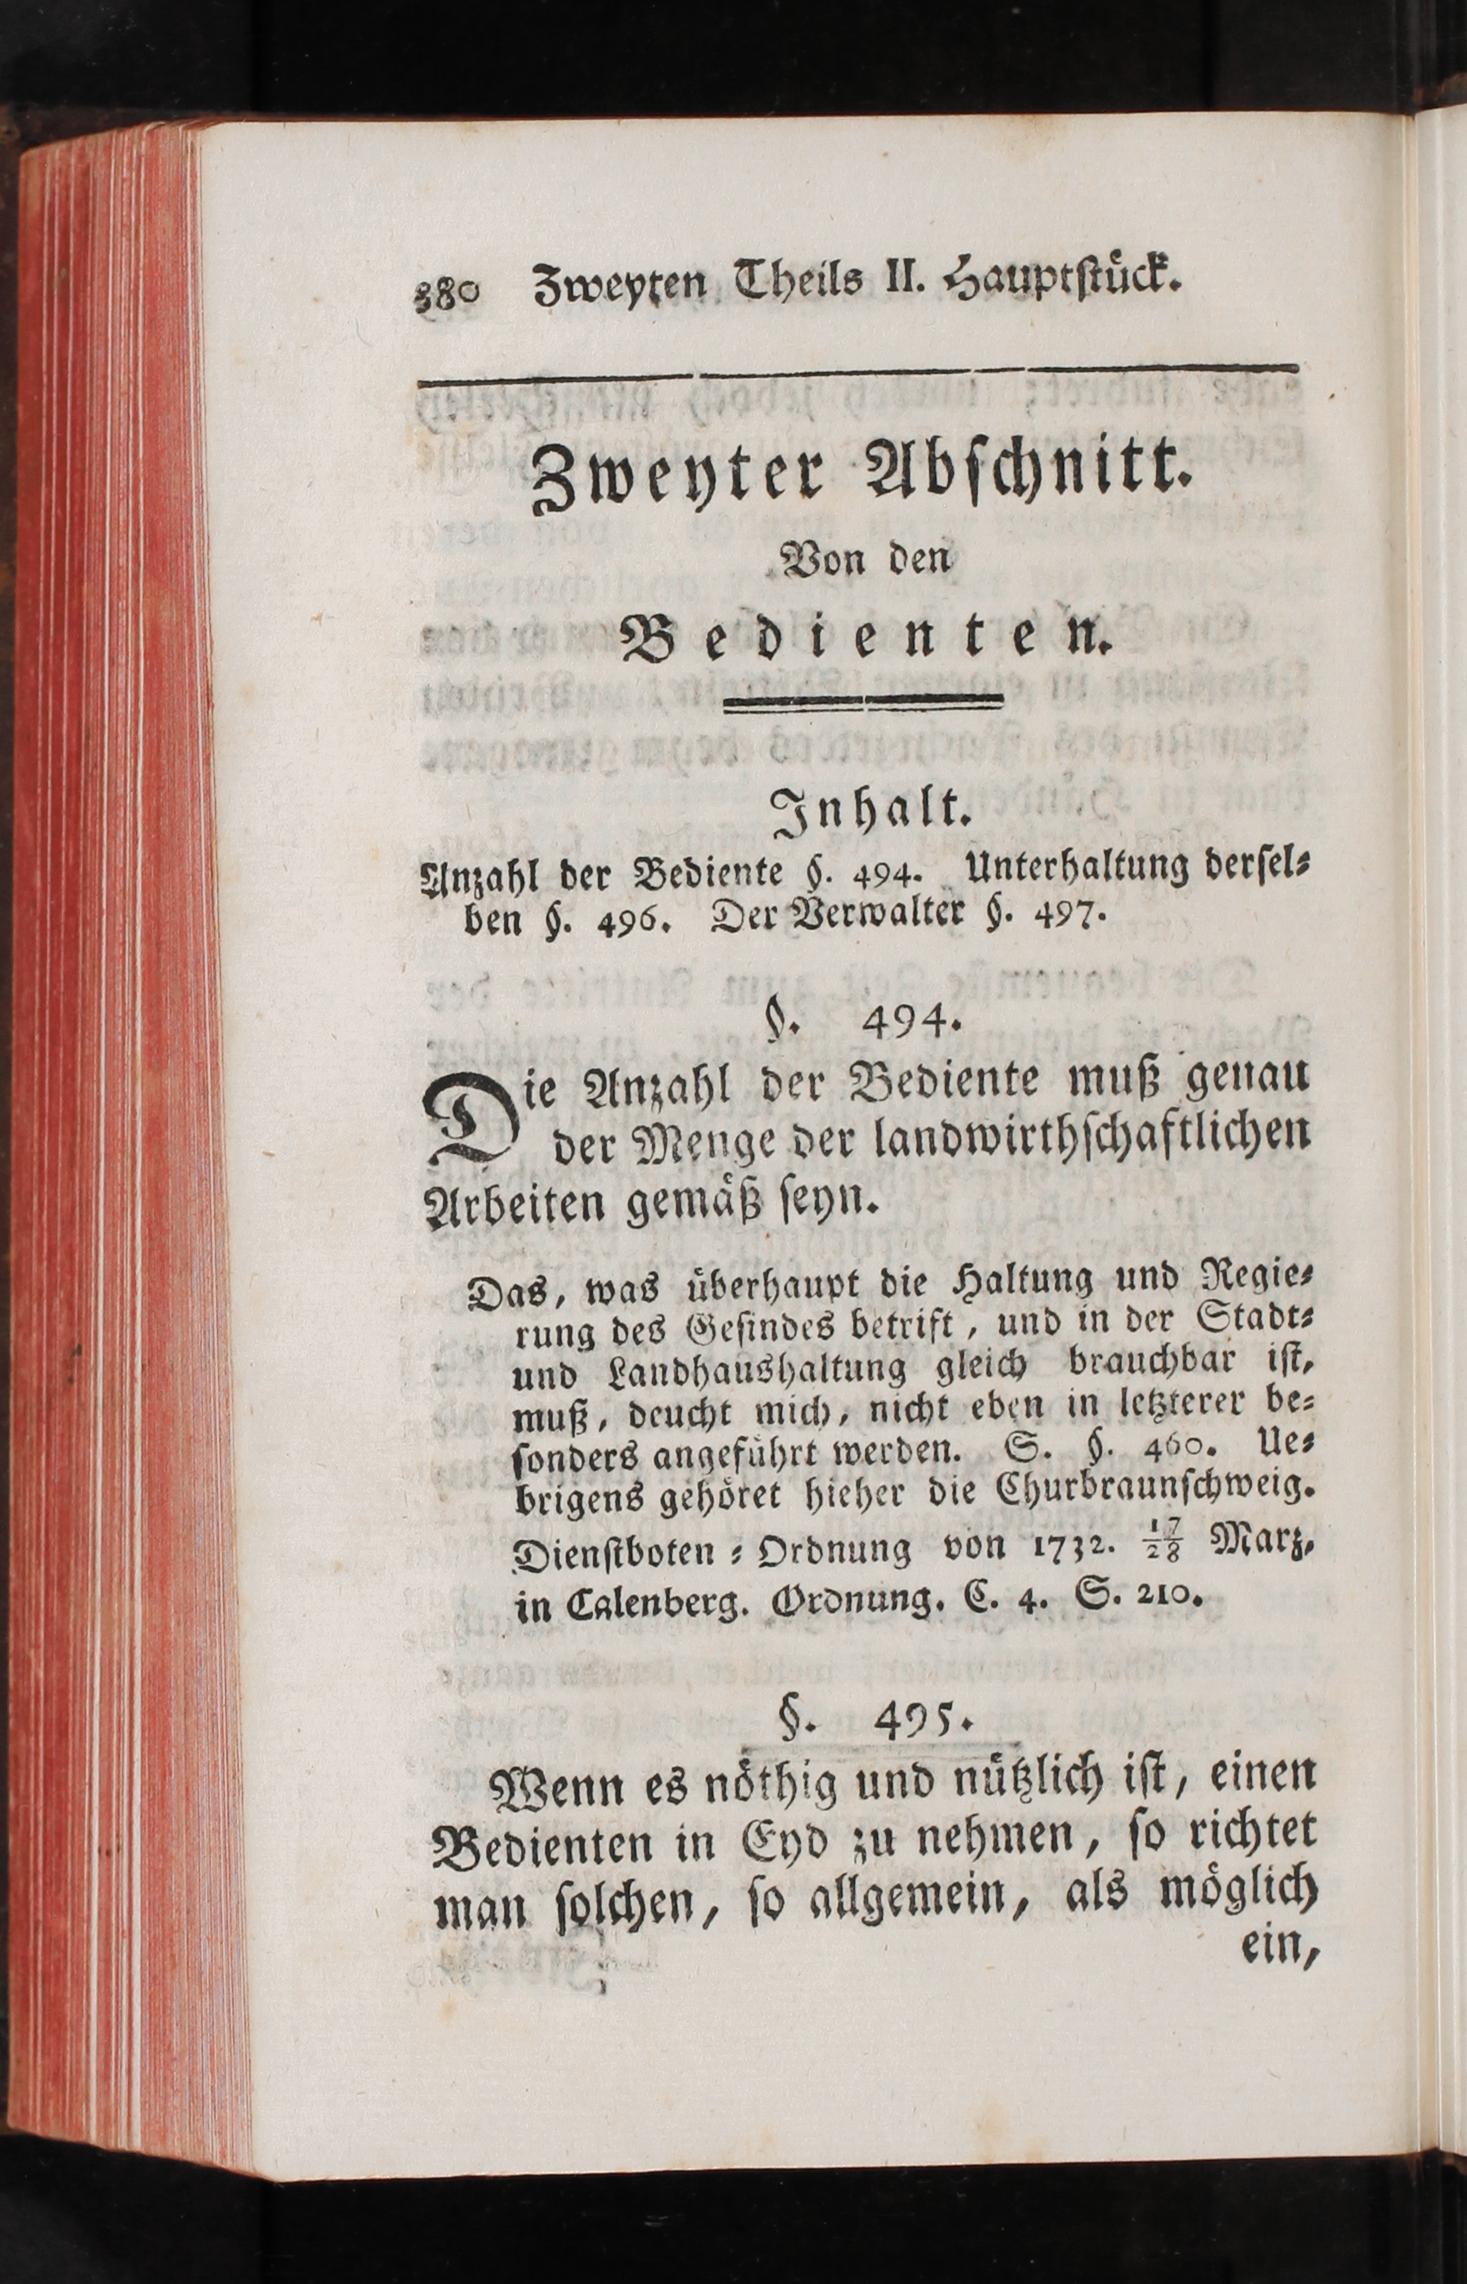 380 Zweyten Theils II. Hauptstück.
Zweyter Abschnitt.
Von den
Bedienten.
Inhalt.
Anzahl der Bediente §. 494. Unterhaltung dersel-
ben §. 496. Der Verwalter §. 497.
§. 494.
Die Anzahl der Bediente muß genau
der Menge der landwirthschaftlichen
Arbeiten gemäß seyn.
Das, was überhaupt die Haltung und Regie-
rung des Gesindes betrift, und in der Stadt-
und Landhaushaltung gleich brauchbar ist,
muß, deucht mich, nicht eben in letzterer be-
sonders angeführt werden. S. §. 460. Ue-
brigens gehöret hieher die Churbraunschweig.
Dienstboten-Ordnung von 1732. 17/28 Marz,
in Calenberg. Ordnung. C. 4. S. 210.
§. 495.
Wenn es nöthig und nützlich ist, einen
Bedienten in Eyd zu nehmen, so richtet
man solchen, so allgemein, als möglich
ein,